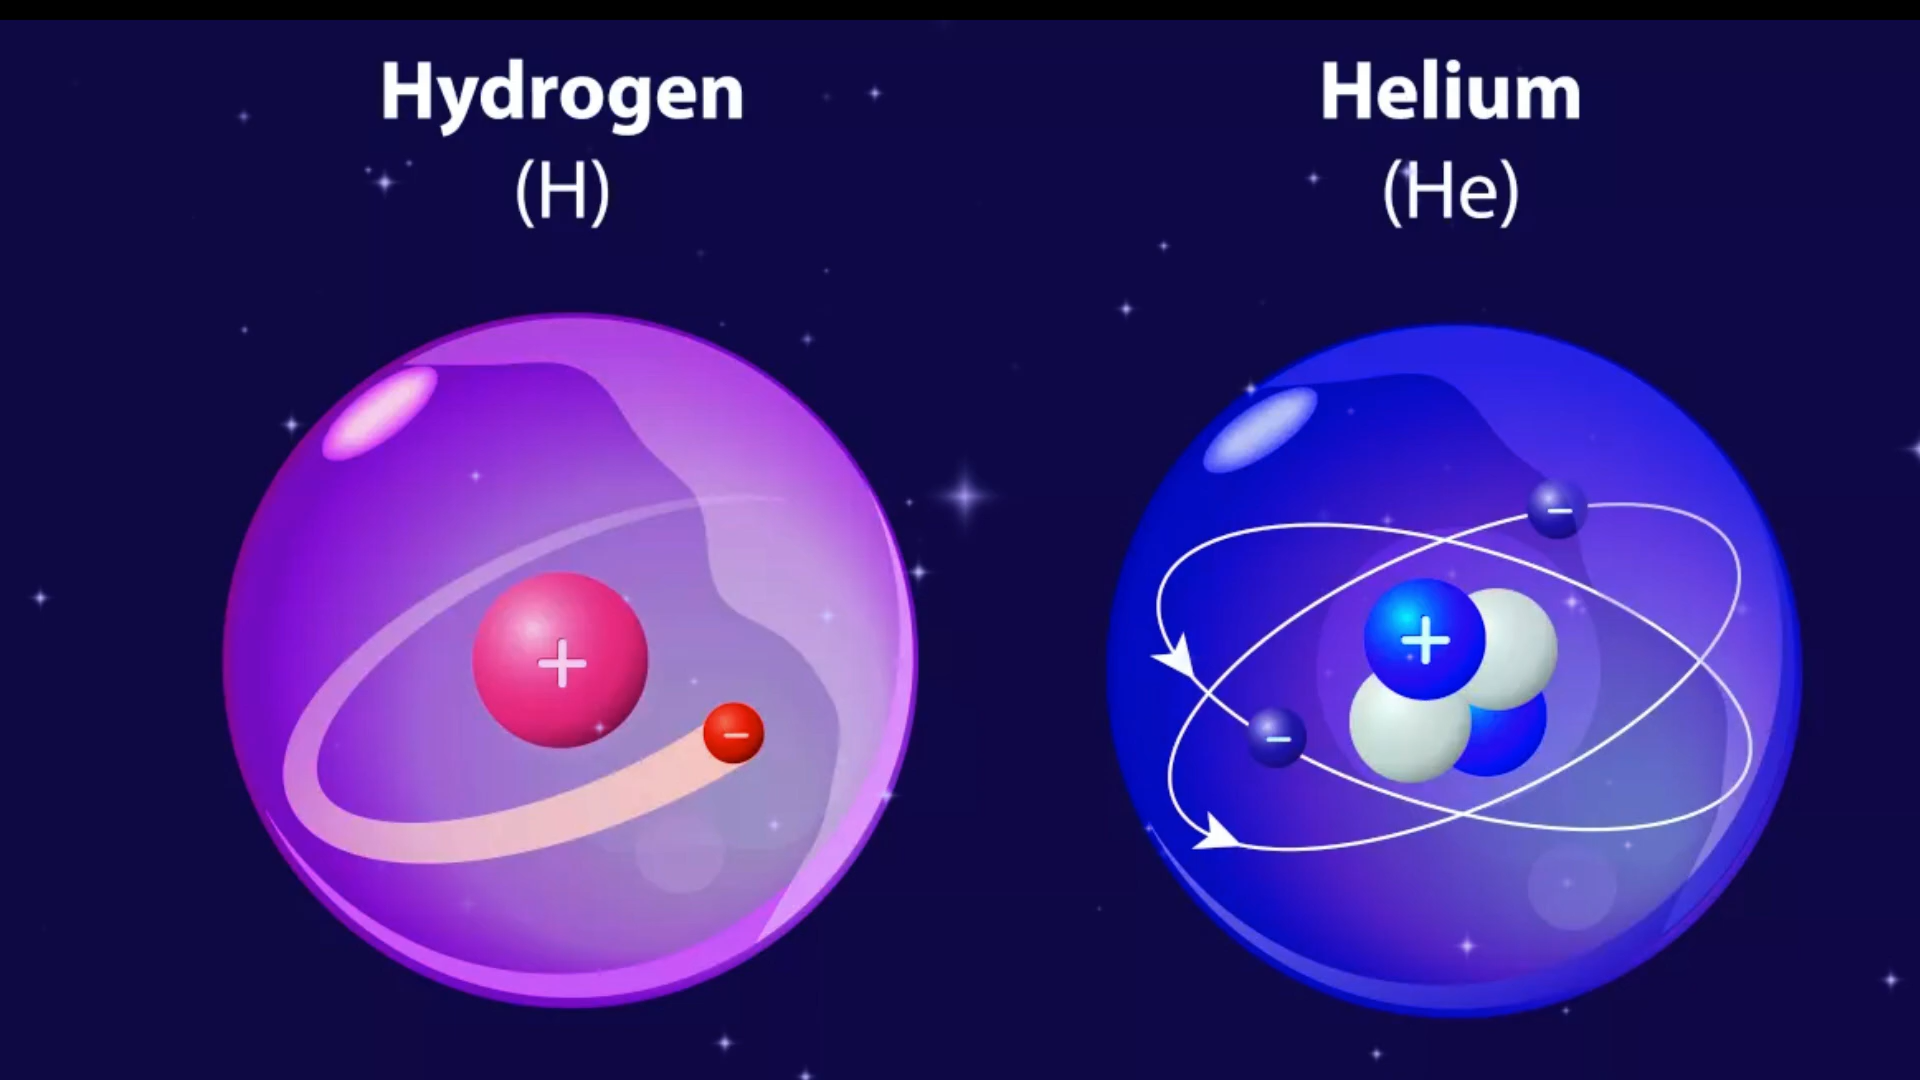 Hydrogen
(H)
Helium
(He)
+
−
−
+
−